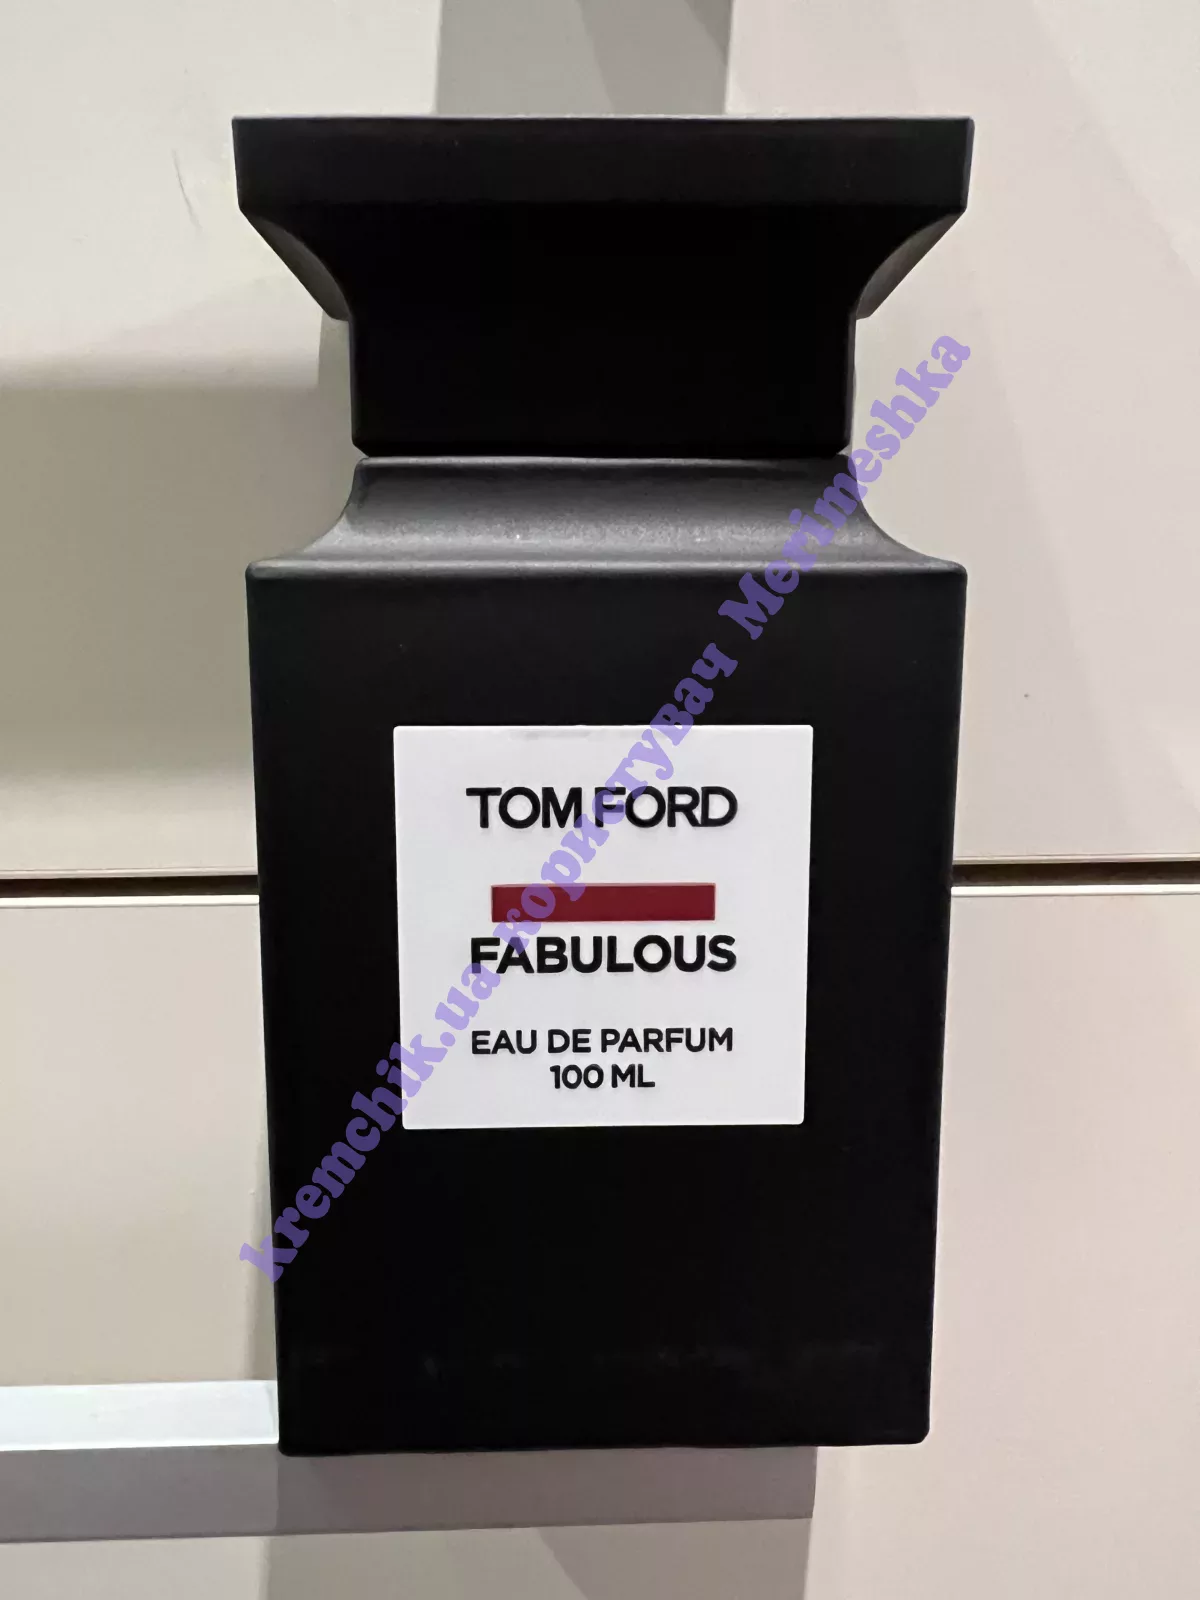 TOM FORD
FABULOUS
EAU DE PARFUM
100 ML
kremchik.ua користувач Merimeshka